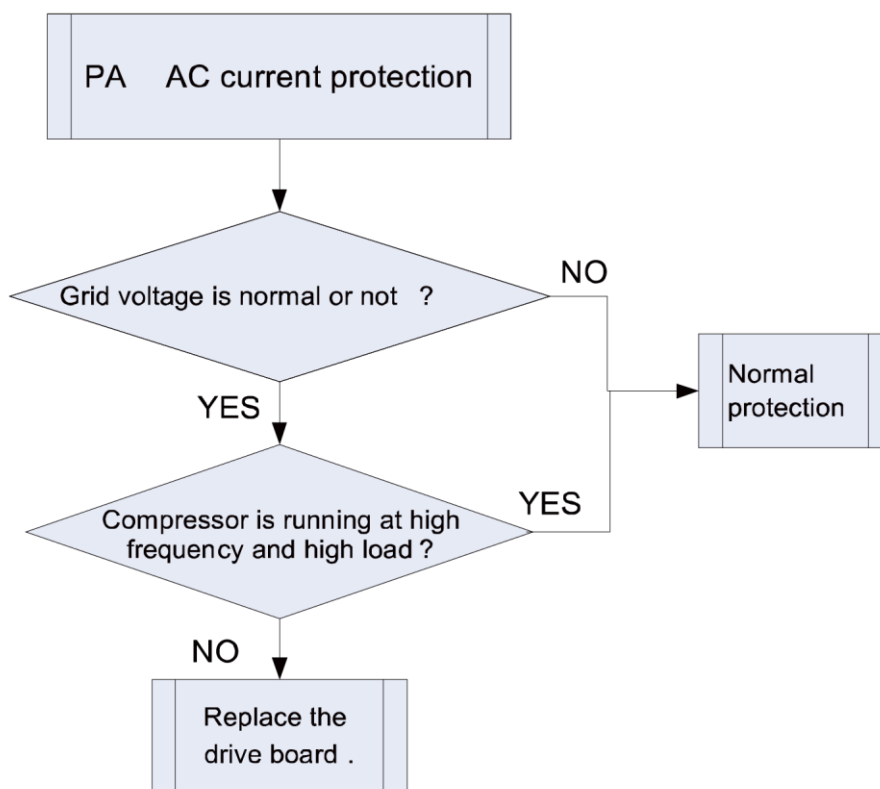 PA AC current protection
Grid voltage is normal or not ?
NO
Normal
protection
YES
Compressor is running at high
frequency and high load ?
YES
NO
Replace the
drive board .